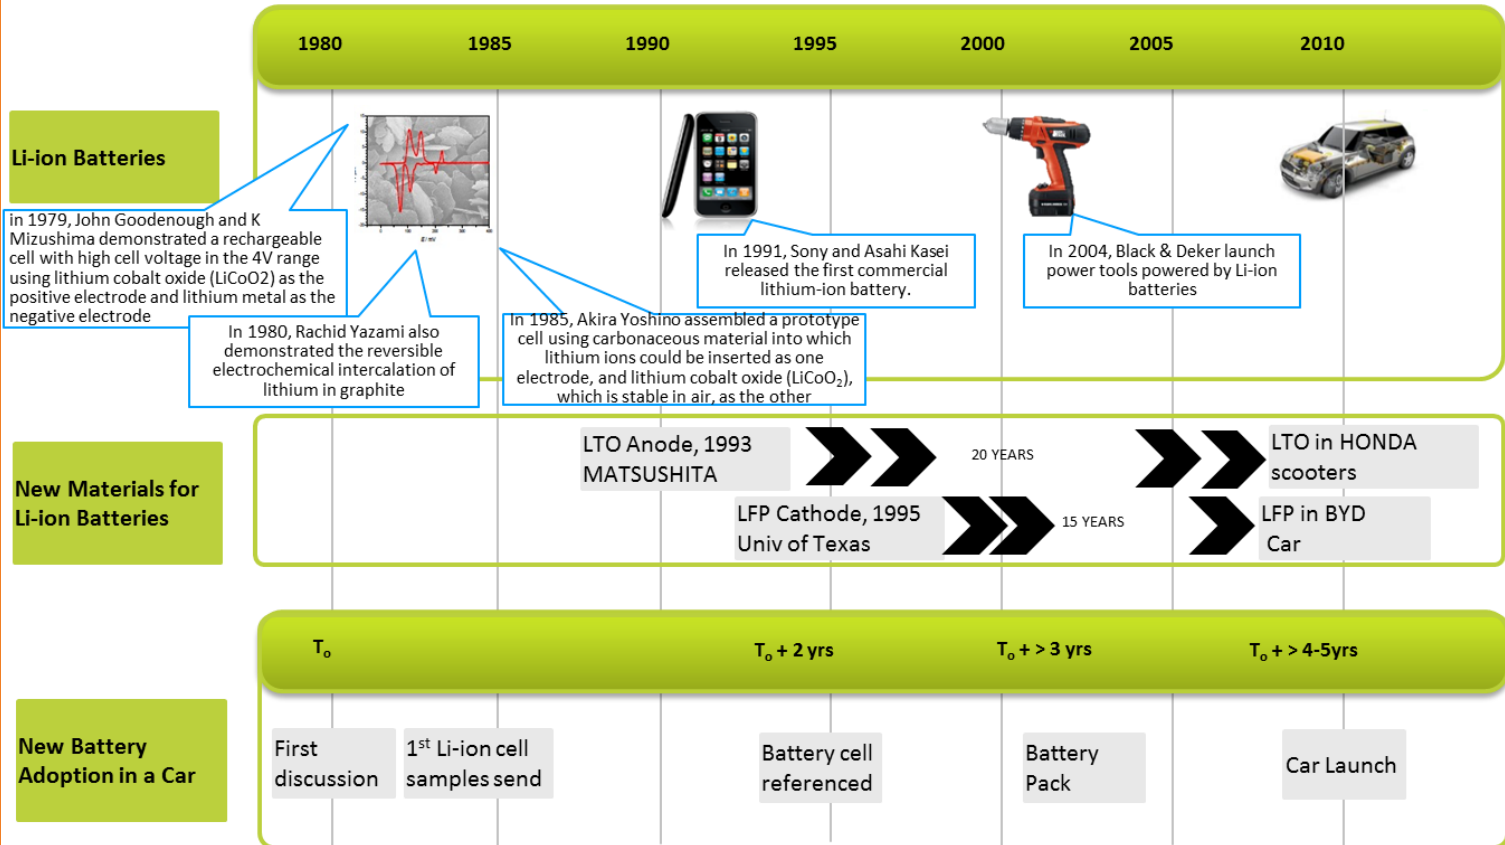 1980 1985 1990 1995 2000 2005 2010
Li-ion Batteries
in 1979, John Goodenough and K
Mizushima demonstrated a rechargeable
cell with high cell voltage in the 4V range
using lithium cobalt oxide (LiCoO2) as the
positive electrode and lithium metal as the
negative electrode
In 1980, Rachid Yazami also
demonstrated the reversible
electrochemical intercalation of
lithium in graphite
In 1985, Akira Yoshino assembled a prototype
cell using carbonaceous material into which
lithium ions could be inserted as one
electrode, and lithium cobalt oxide (LiCoO₂),
which is stable in air, as the other
In 1991, Sony and Asahi Kasei
released the first commercial
lithium-ion battery.
In 2004, Black & Deker launch
power tools powered by Li-ion
batteries
New Materials for
Li-ion Batteries
LTO Anode, 1993
MATSUSHITA
20 YEARS
LTO in HONDA
scooters
LFP Cathode, 1995
Univ of Texas
15 YEARS
LFP in BYD
Car
Tₒ
Tₒ + 2 yrs
Tₒ + > 3 yrs
Tₒ + > 4-5yrs
New Battery
Adoption in a Car
First
discussion
1st Li-ion cell
samples send
Battery cell
referenced
Battery
Pack
Car Launch